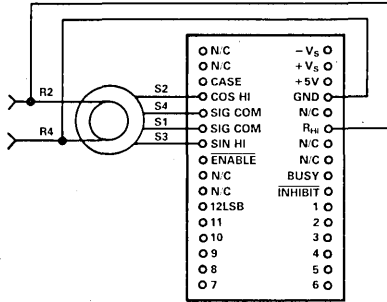 N/C −VS
N/C +VS
CASE +5V
R2 S2 COS HI GND
S4 SIG COM N/C
S1 SIG COM RHI
R4 S3 SIN HI N/C
ENABLE N/C
N/C BUSY
N/C INHIBIT
12LSB 1
11 2
10 3
9 4
8 5
7 6